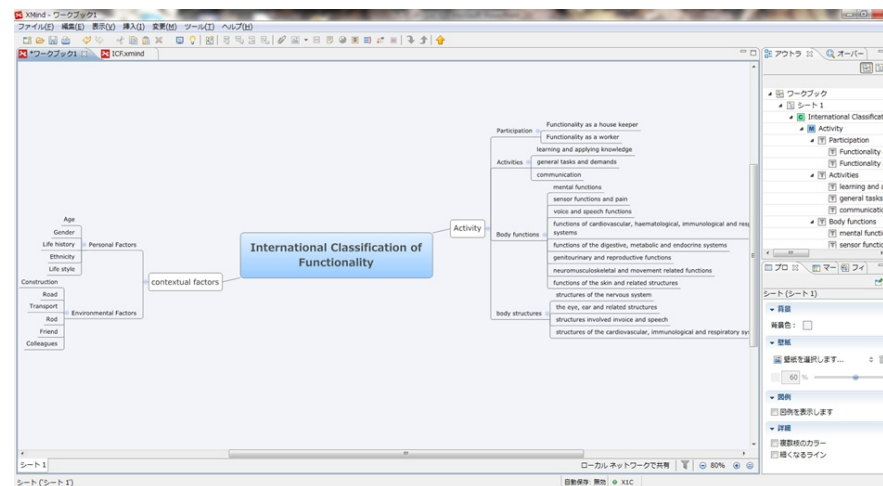 XMind - ワークブック1
ファイル(F) 編集(E) 表示(V) 挿入(I) 変更(M) ツール(T) ヘルプ(H)
*ワークブック1
ICF.xmind
Participation
Functionality as a house keeper
Functionality as a worker
Activities
learning and applying knowledge
general tasks and demands
communication
Activity
Body functions
mental functions
sensor functions and pain
voice and speech functions
functions of cardiovascular, haematological, immunological and
systems
functions of the digestive, metabolic and endocrine systems
genitourinary and reproductive functions
neuromusculoskeletal and movement related functions
functions of the skin and related structures
body structures
structures of the nervous system
the eye, ear and related structures
structures involved invoice and speech
structures of the cardiovascular, immunological and respiratory
International Classification of
Functionality
contextual factors
Personal Factors
Age
Gender
Life history
Ethnicity
Life style
Environmental Factors
Construction
Road
Transport
Rod
Friend
Colleagues
シート 1
ローカル ネットワークで共有
80%
シート ('シート 1')
自動保存: 無効
X1C
アウトラ
オーバー
ワークブック
シート 1
International Classificat
Activity
Participation
Functionality
Functionality
Activities
learning and
general tasks
communicatio
Body functions
mental functi
sensor functio
プロ
マー
フィ
シート (シート 1)
背景
背景色 :
壁紙
壁紙を選択します...
60 %
凡例
図例を表示します
詳細
複数枝のカラー
細くなるライン